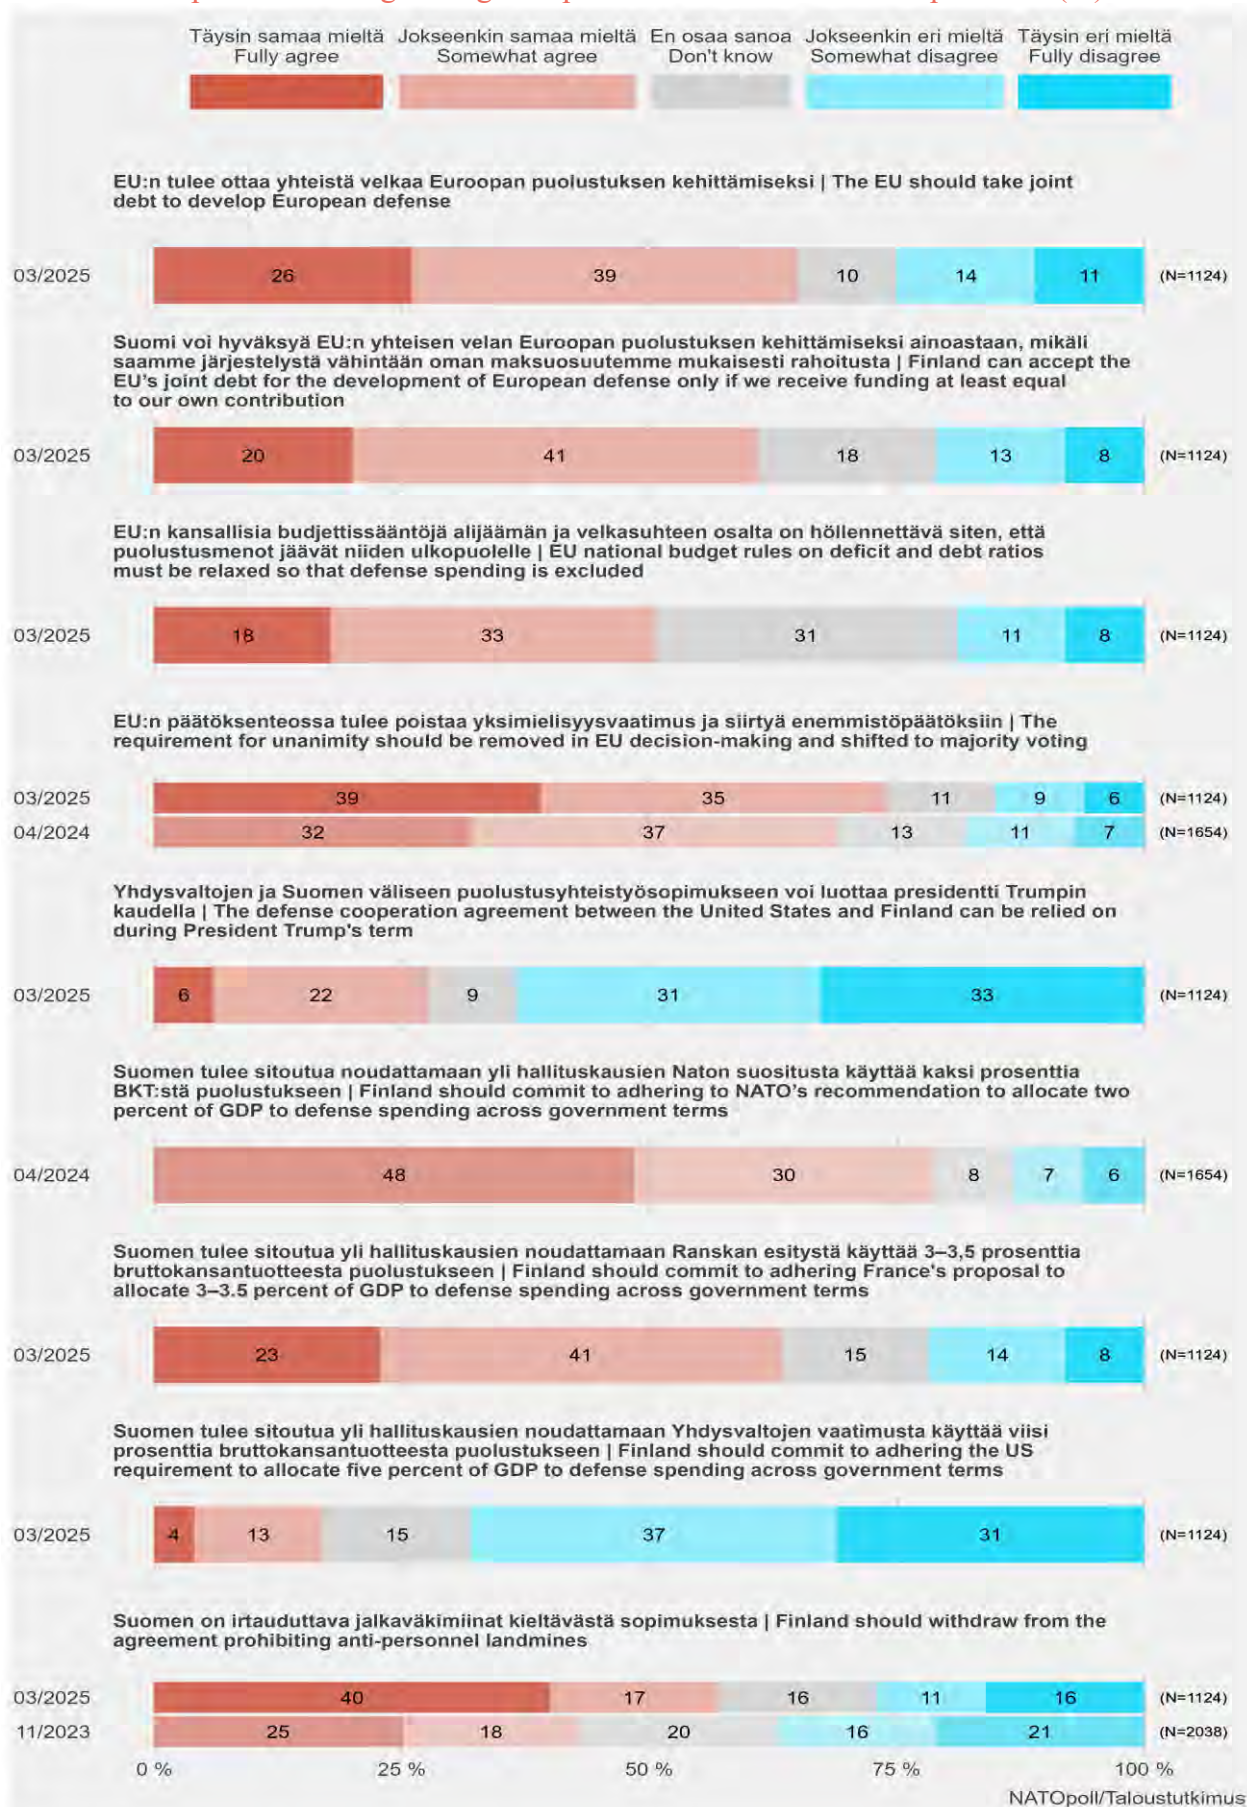 Täysin samaa mieltä Jokseenkin samaa mieltä En osaa sanoa Jokseenkin eri mieltä Täysin eri mieltä
Fully agree Somewhat agree Don't know Somewhat disagree Fully disagree
EU:n tulee ottaa yhteistä velkaa Euroopan puolustuksen kehittämiseksi | The EU should take joint
debt to develop European defense
03/2025 26 39 10 14 11 (N=1124)
Suomi voi hyväksyä EU:n yhteisen velan Euroopan puolustuksen kehittämiseksi ainoastaan, mikäli
saamme järjestelystä vähintään oman maksuosuutemme mukaisesti rahoitusta | Finland can accept the
EU's joint debt for the development of European defense only if we receive funding at least equal
to our own contribution
03/2025 20 41 18 13 8 (N=1124)
EU:n kansallisia budjettissääntöjä alijäämän ja velkasuhteen osalta on höllennettävä siten, että
puolustusmenot jäävät niiden ulkopuolelle | EU national budget rules on deficit and debt ratios
must be relaxed so that defense spending is excluded
03/2025 18 33 31 11 8 (N=1124)
EU:n päätöksenteossa tulee poistaa yksimielisyysvaatimus ja siirtyä enemmistöpäätöksiin | The
requirement for unanimity should be removed in EU decision-making and shifted to majority voting
03/2025 39 35 11 9 6 (N=1124)
04/2024 32 37 13 11 7 (N=1654)
Yhdysvaltojen ja Suomen väliseen puolustusyhteistyösopimukseen voi luottaa presidentti Trumpin
kaudella | The defense cooperation agreement between the United States and Finland can be relied on
during President Trump's term
03/2025 6 22 9 31 33 (N=1124)
Suomen tulee sitoutua noudattamaan yli hallituskausien Naton suositusta käyttää kaksi prosenttia
BKT:stä puolustukseen | Finland should commit to adhering to NATO's recommendation to allocate two
percent of GDP to defense spending across government terms
04/2024 48 30 8 7 6 (N=1654)
Suomen tulee sitoutua yli hallituskausien noudattamaan Ranskan esitystä käyttää 3–3,5 prosenttia
bruttokansantuotteesta puolustukseen | Finland should commit to adhering France's proposal to
allocate 3–3.5 percent of GDP to defense spending across government terms
03/2025 23 41 15 14 8 (N=1124)
Suomen tulee sitoutua yli hallituskausien noudattamaan Yhdysvaltojen vaatimusta käyttää viisi
prosenttia bruttokansantuotteesta puolustukseen | Finland should commit to adhering the US
requirement to allocate five percent of GDP to defense spending across government terms
03/2025 4 13 15 37 31 (N=1124)
Suomen on irtauduttava jalkaväkimiinat kieltävästä sopimuksesta | Finland should withdraw from the
agreement prohibiting anti-personnel landmines
03/2025 40 17 16 11 16 (N=1124)
11/2023 25 18 20 16 21 (N=2038)
0 % 25 % 50 % 75 % 100 %
NATOpoll/Taloustutkimus